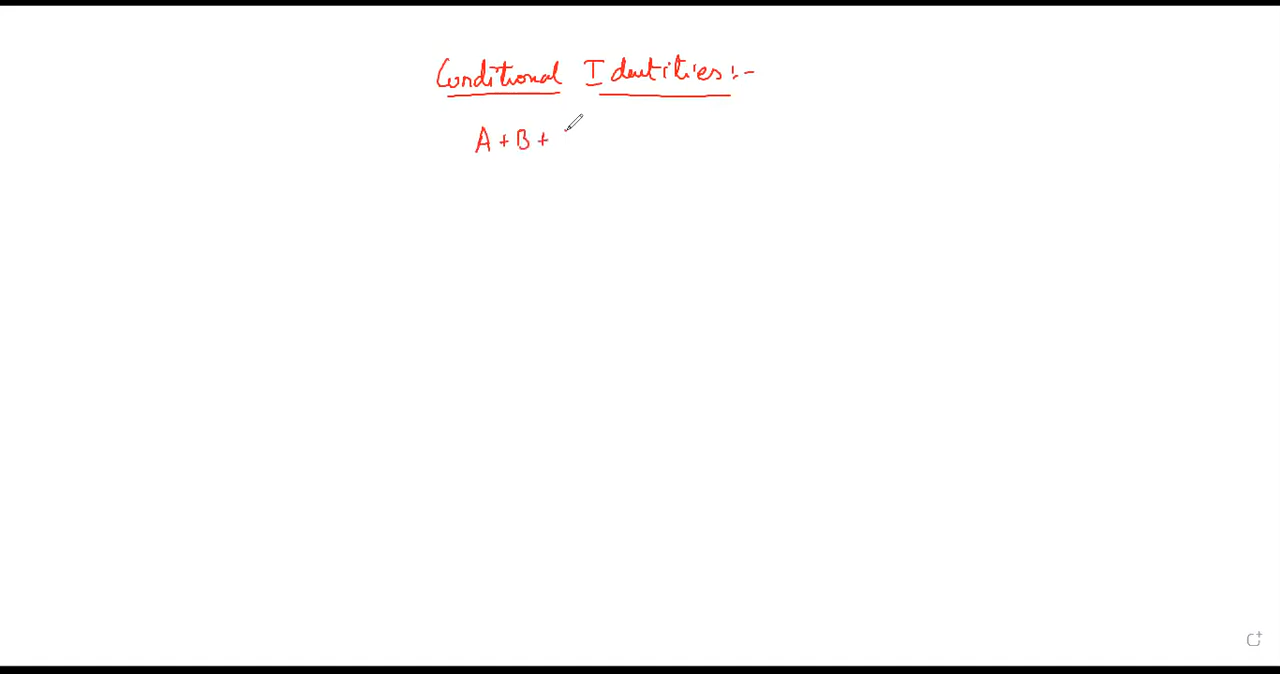 Conditional Identities:-
A + B +